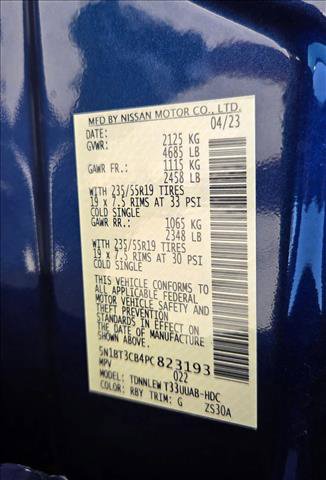 MFD BY NISSAN MOTOR CO., LTD.
DATE: 04/23
GVWR: 2125 KG
4685 LB
GAWR FR.: 1115 KG
2458 LB
WITH 235/55R19 TIRES
19 x 7.5 RIMS AT 33 PSI
COLD SINGLE
GAWR RR.: 1065 KG
2348 LB
WITH 235/55R19 TIRES
19 x 7.5 RIMS AT 30 PSI
COLD SINGLE
THIS VEHICLE CONFORMS TO
ALL APPLICABLE FEDERAL
MOTOR VEHICLE SAFETY AND
THEFT PREVENTION
STANDARDS IN EFFECT ON
THE DATE OF MANUFACTURE
SHOWN ABOVE.
5N1BT3CB4PC823193
MPV 022
MODEL: TDNNLEWT33UUAB-HDC
COLOR: RBY TRIM: G ZS30A